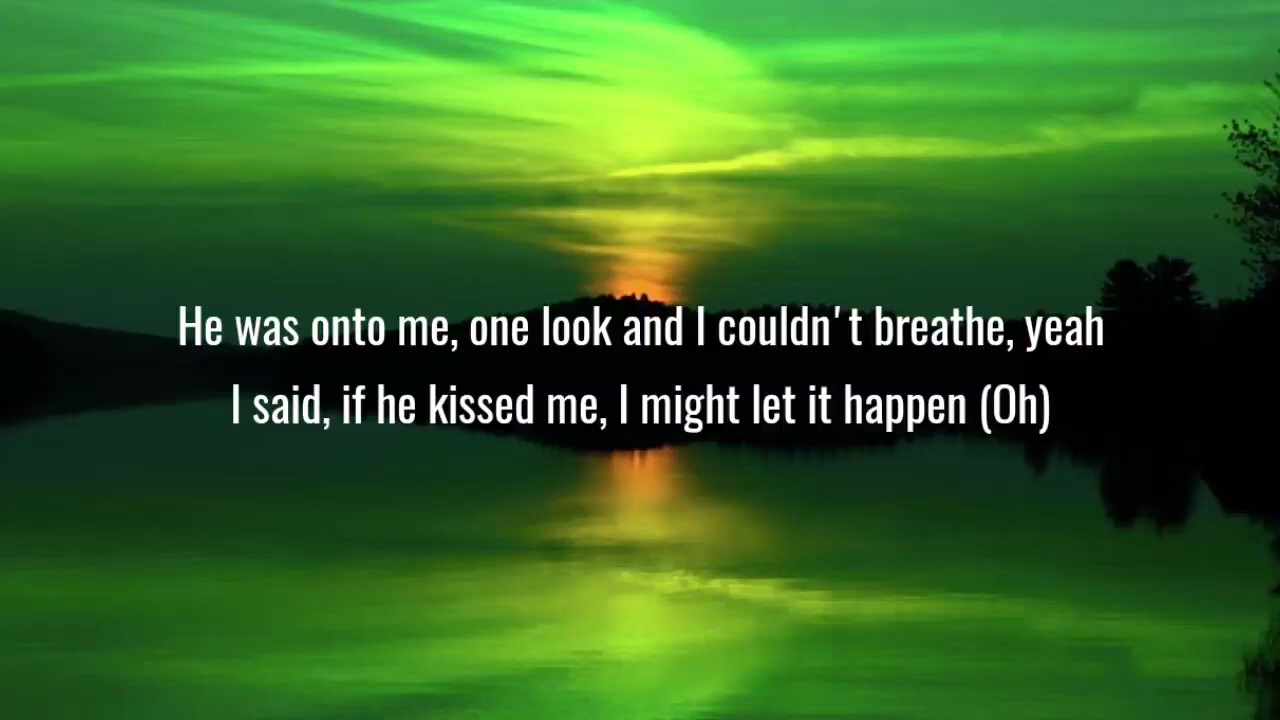 He was onto me, one look and I couldn't breathe, yeah
I said, if he kissed me, I might let it happen (Oh)